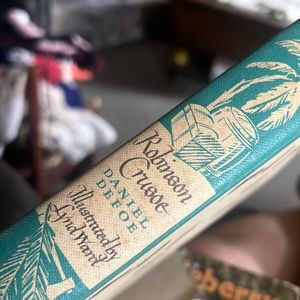 Robinson
Crusoe
DANIEL
DEFOE
Illustrated by
Lynd Ward